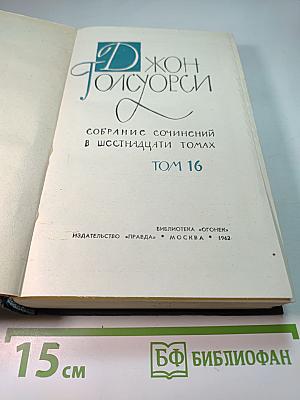 Джон
Голсуорси
СОБРАНИЕ СОЧИНЕНИЙ
В ШЕСТНАДЦАТИ ТОМАХ
ТОМ 16
БИБЛИОТЕКА «ОГОНЕК»
ИЗДАТЕЛЬСТВО «ПРАВДА» • МОСКВА • 1962
15 см
БФ БИБЛИОФАН